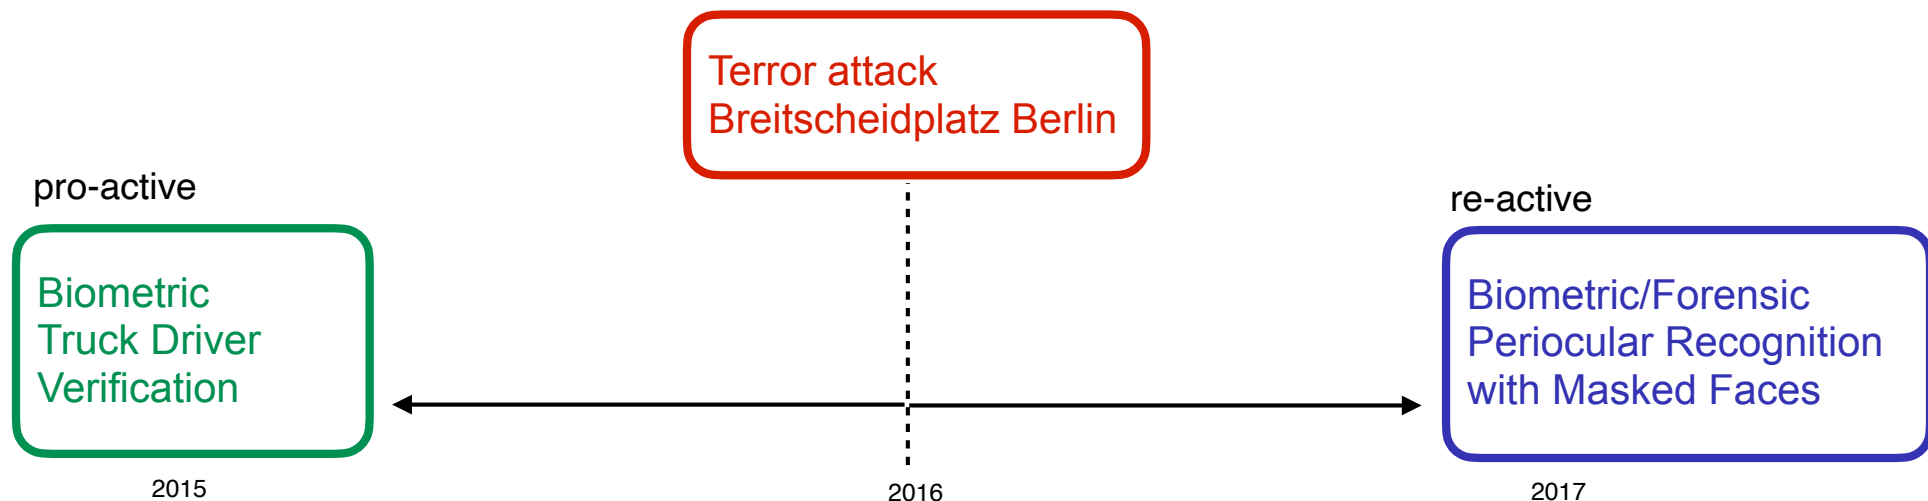 Terror attack
Breitscheidplatz Berlin
pro-active
Biometric
Truck Driver
Verification
re-active
Biometric/Forensic
Periocular Recognition
with Masked Faces
2015
2016
2017